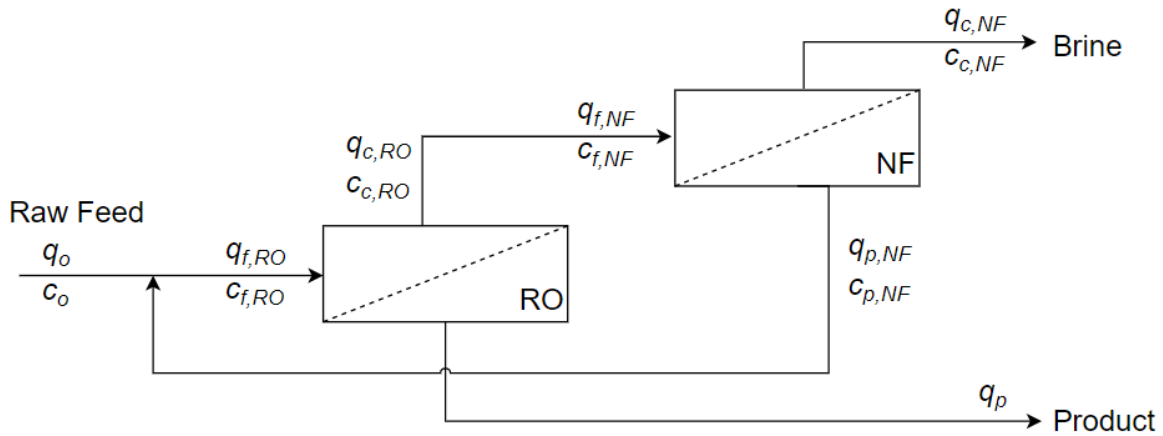 q_c,NF
Brine
c_c,NF
q_f,NF
c_f,NF
NF
q_c,RO
c_c,RO
Raw Feed
q_o
c_o
q_f,RO
c_f,RO
RO
q_p,NF
c_p,NF
q_p
Product